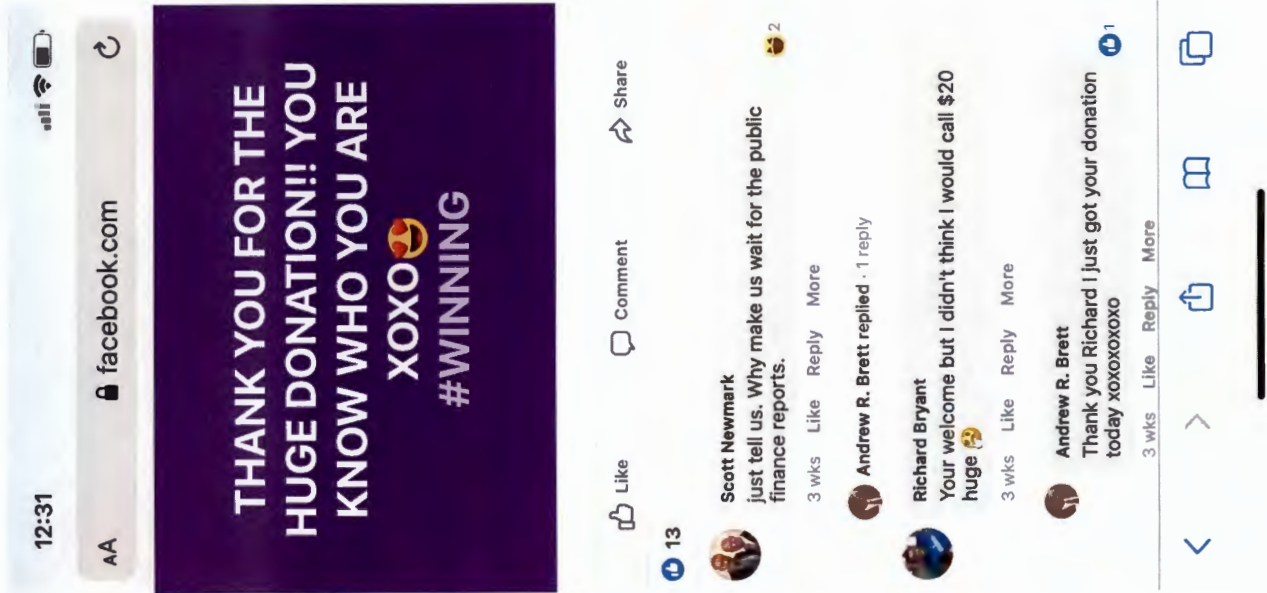 12:31
AA facebook.com
THANK YOU FOR THE
HUGE DONATION!! YOU
KNOW WHO YOU ARE
XOXO😍
#WINNING
Like Comment Share
13
Scott Newmark
just tell us. Why make us wait for the public
finance reports.
2
3 wks Like Reply More
Andrew R. Brett replied · 1 reply
Richard Bryant
Your welcome but I didn't think I would call $20
huge 🤔
3 wks Like Reply More
Andrew R. Brett
Thank you Richard I just got your donation
today xoxoxoxoxo
1
3 wks Like Reply More